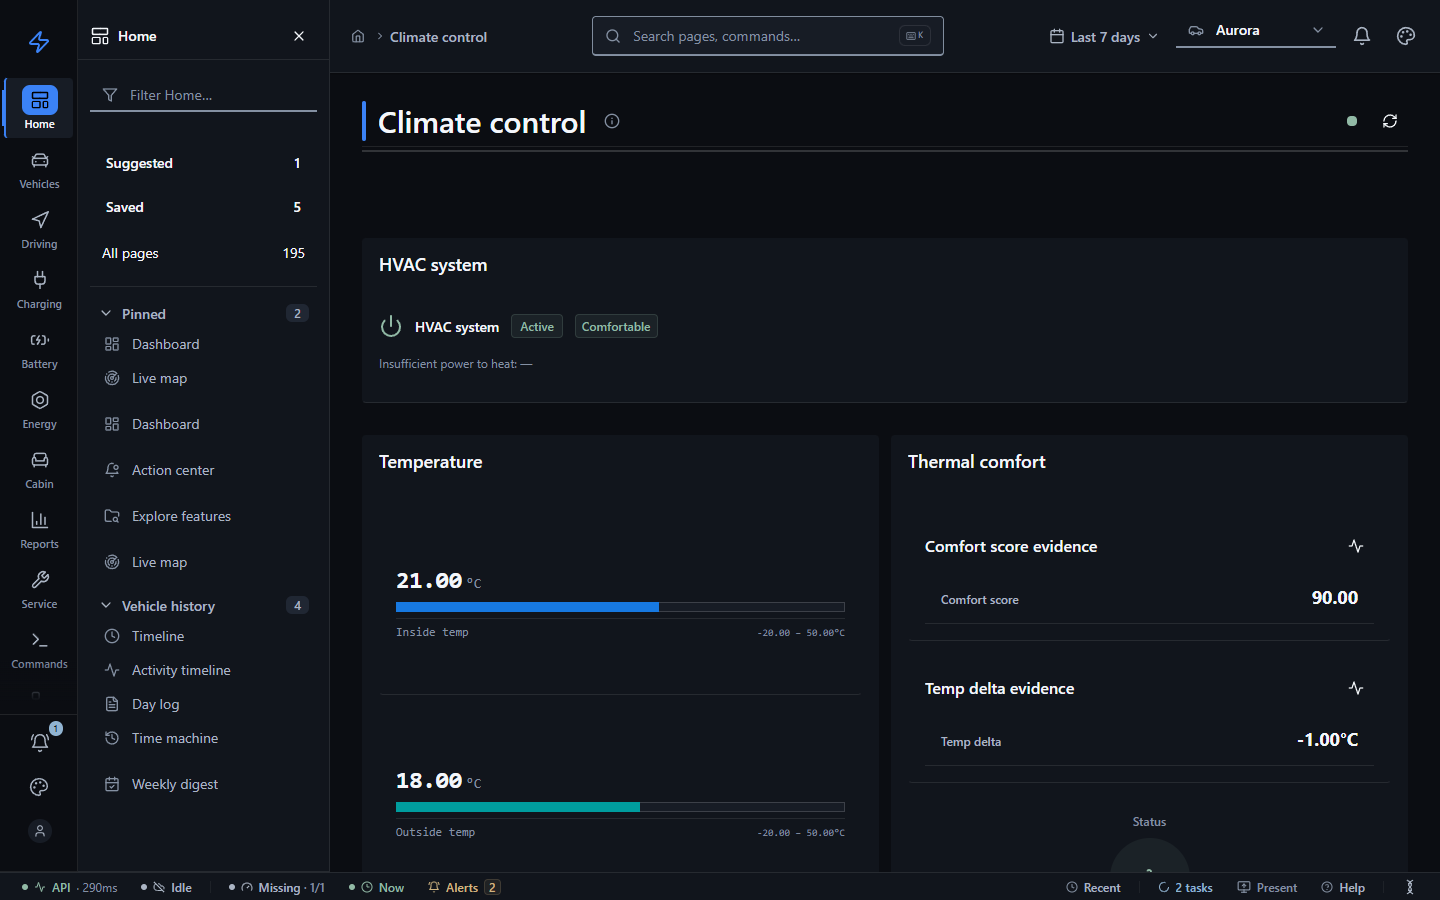 Home
Climate control
Search pages, commands...
K
Last 7 days
Aurora
Home
Vehicles
Driving
Charging
Battery
Energy
Cabin
Reports
Service
Commands
1
Filter Home...
Suggested 1
Saved 5
All pages 195
Pinned 2
Dashboard
Live map
Dashboard
Action center
Explore features
Live map
Vehicle history 4
Timeline
Activity timeline
Day log
Time machine
Weekly digest
Climate control
HVAC system
HVAC system Active Comfortable
Insufficient power to heat: —
Temperature
21.00 °C
Inside temp -20.00 – 50.00°C
18.00 °C
Outside temp -20.00 – 50.00°C
Thermal comfort
Comfort score evidence
Comfort score 90.00
Temp delta evidence
Temp delta -1.00°C
Status
API · 290ms Idle Missing · 1/1 Now Alerts 2 Recent 2 tasks Present Help